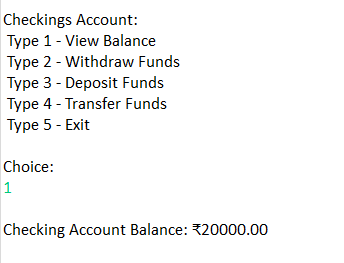 Checkings Account:
Type 1 - View Balance
Type 2 - Withdraw Funds
Type 3 - Deposit Funds
Type 4 - Transfer Funds
Type 5 - Exit
Choice:
1
Checking Account Balance: ₹20000.00